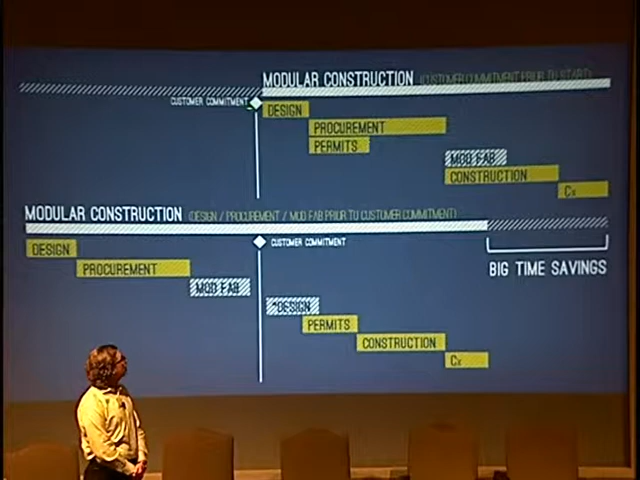 MODULAR CONSTRUCTION (CUSTOMER COMMITMENT PRIOR TO START)
CUSTOMER COMMITMENT
DESIGN
PROCUREMENT
PERMITS
MOD FAB
CONSTRUCTION
Cx
MODULAR CONSTRUCTION (DESIGN / PROCUREMENT / MOD FAB PRIOR TO CUSTOMER COMMITMENT)
DESIGN
CUSTOMER COMMITMENT
PROCUREMENT
BIG TIME SAVINGS
MOD FAB
*DESIGN
PERMITS
CONSTRUCTION
Cx